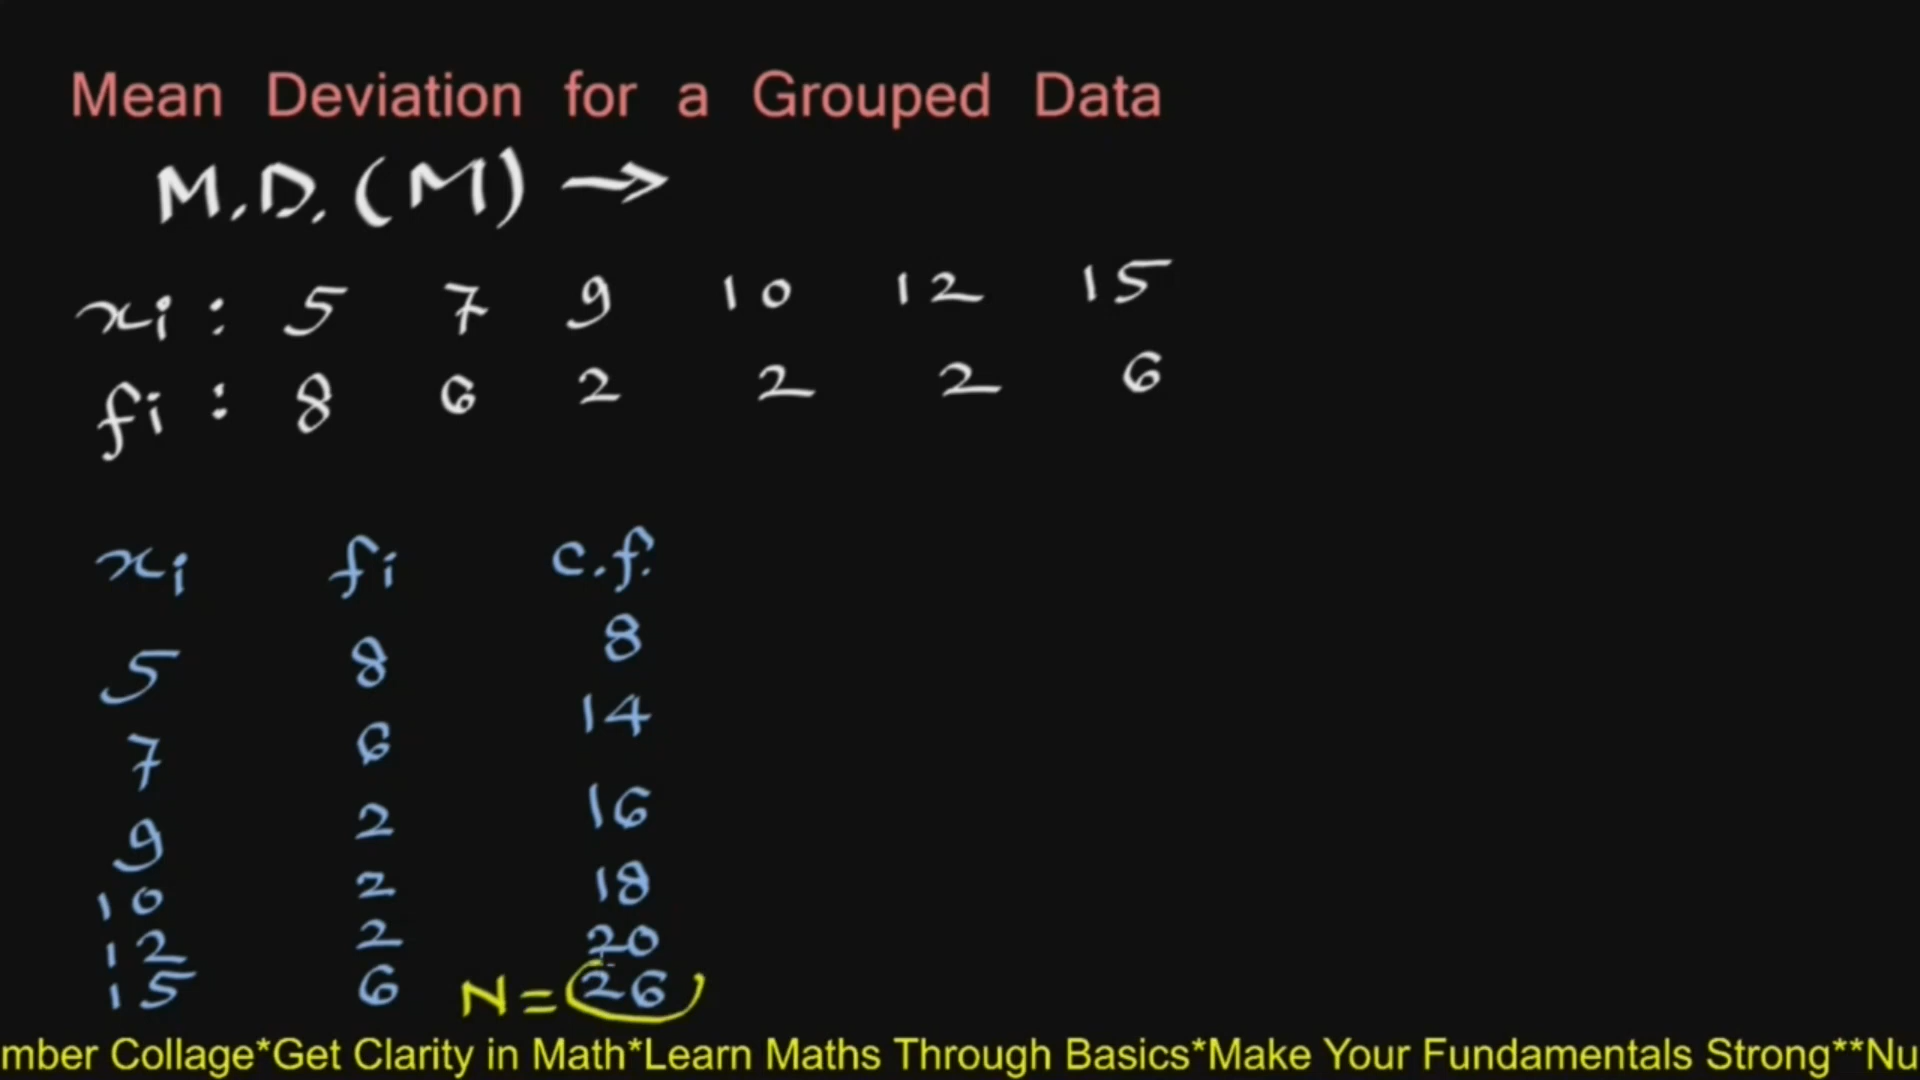 Mean Deviation for a Grouped Data
M.D.(M) →
xi : 5 7 9 10 12 15
fi : 8 6 2 2 2 6
xi fi c.f.
5 8 8
7 6 14
9 2 16
10 2 18
12 2 20
15 6 N = 26
mber Collage*Get Clarity in Math*Learn Maths Through Basics*Make Your Fundamentals Strong**Nu